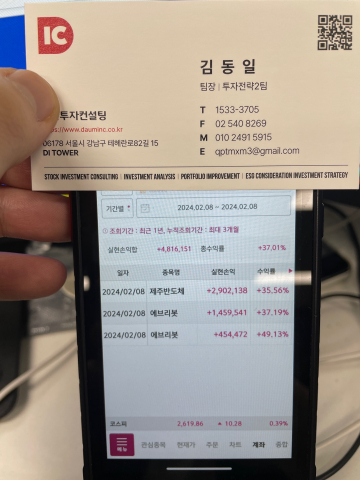 IC
김동일
팀장 | 투자전략2팀
투자컨설팅
https://www.dauminc.co.kr
06178 서울시 강남구 테헤란로82길 15
DI TOWER
T 1533-3705
F 02 540 8269
M 010 2491 5915
E qptmxm3@gmail.com
STOCK INVESTMENT CONSULTING | INVESTMENT ANALYSIS | PORTFOLIO IMPROVEMENT | ESG CONSIDERATION INVESTMENT STRATEGY
기간별 2024.02.08 ~ 2024.02.08
조회기간 : 최근 1년, 누적조회기간 : 최대 3개월
실현손익합 +4,816,151 총수익률 +37.01%
일자 종목명 실현손익 수익률
2024/02/08 제주반도체 +2,902,138 +35.56%
2024/02/08 에브리봇 +1,459,541 +37.19%
2024/02/08 에브리봇 +454,472 +49.13%
코스피 2,619.86 ▲ 10.28 0.39%
메뉴 관심종목 현재가 주문 차트 계좌 종합